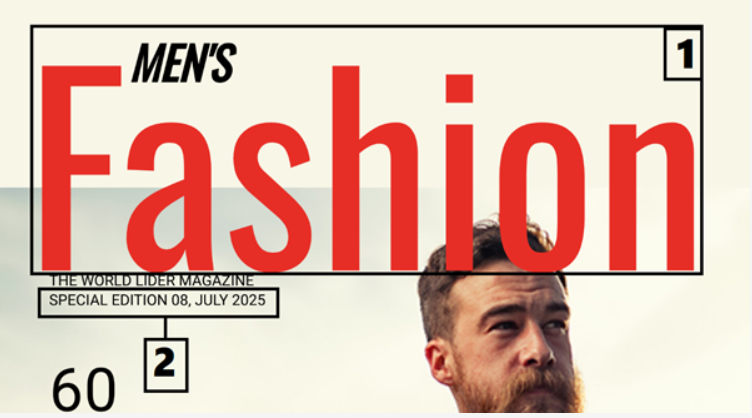 MEN'S
1
Fashion
THE WORLD LIDER MAGAZINE
SPECIAL EDITION 08, JULY 2025
2
60